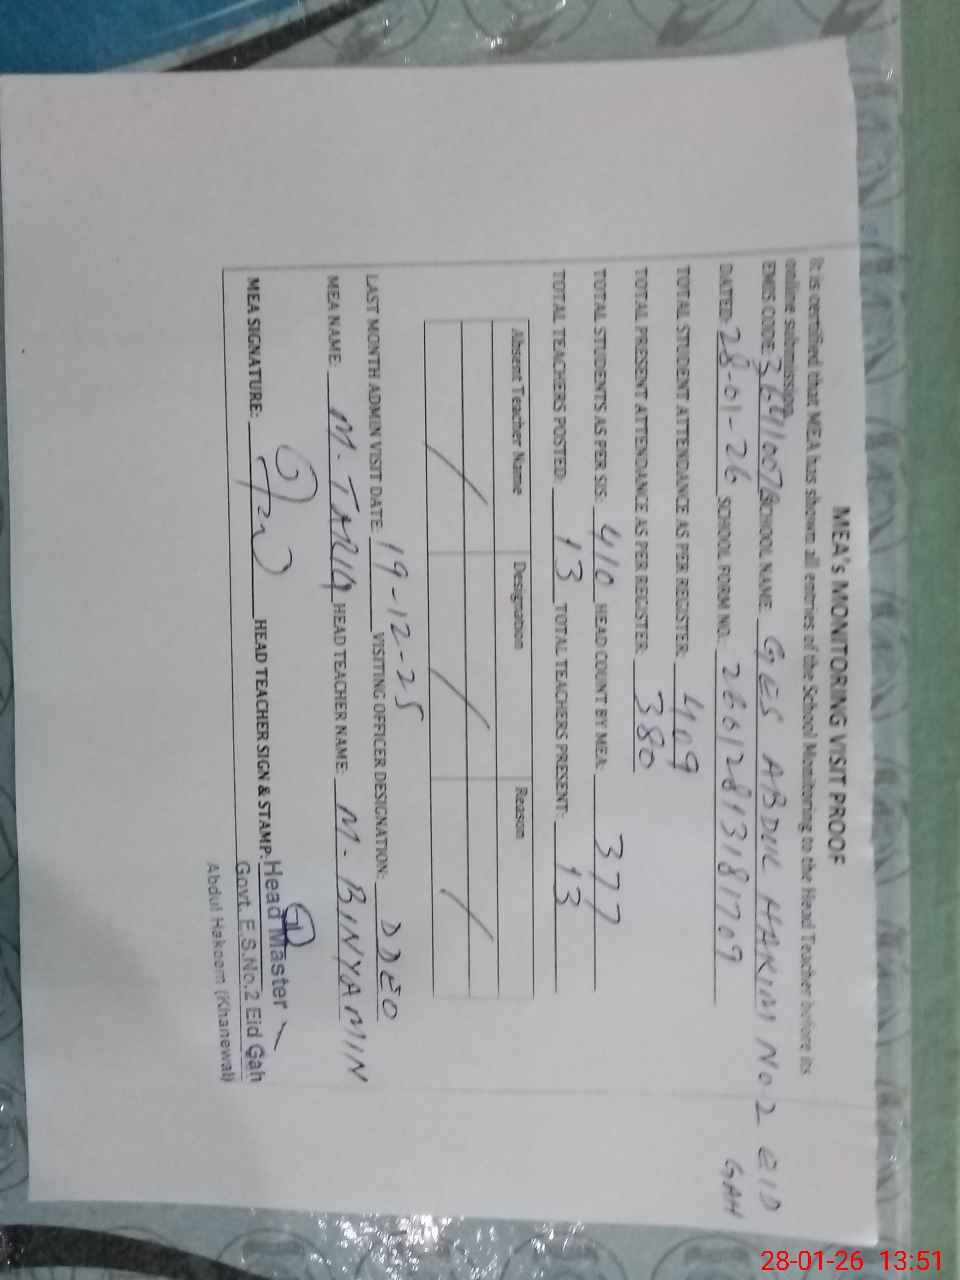 MEA's MONITORING VISIT PROOF
It is certified that MEA has shown all entries of the School Monitoring to the Head Teacher before its
online submission.
EMIS CODE: 36410076 SCHOOL NAME: GES ABDUL HAKIM NO.2 EID
GAH
DATED: 28-01-26 SCHOOL FORM NO. 26612813181709
TOTAL STUDENT ATTENDANCE AS PER REGISTER: 409
TOTAL PRESENT ATTENDANCE AS PER REGISTER: 380
TOTAL STUDENTS AS PER SIS: 410 HEAD COUNT BY MEA: 377
TOTAL TEACHERS POSTED: 13 TOTAL TEACHERS PRESENT: 13
Absent Teacher Name Designation Reason
LAST MONTH ADMIN VISIT DATE: 19-12-25 VISITING OFFICER DESIGNATION: DDEO
MEA NAME: M. TARIQ HEAD TEACHER NAME: M. BINYAMIN
MEA SIGNATURE: HEAD TEACHER SIGN & STAMP:
Head Master
Govt. E.S.No.2 Eid Gah
Abdul Hakeem (Khanewal)
28-01-26 13:51